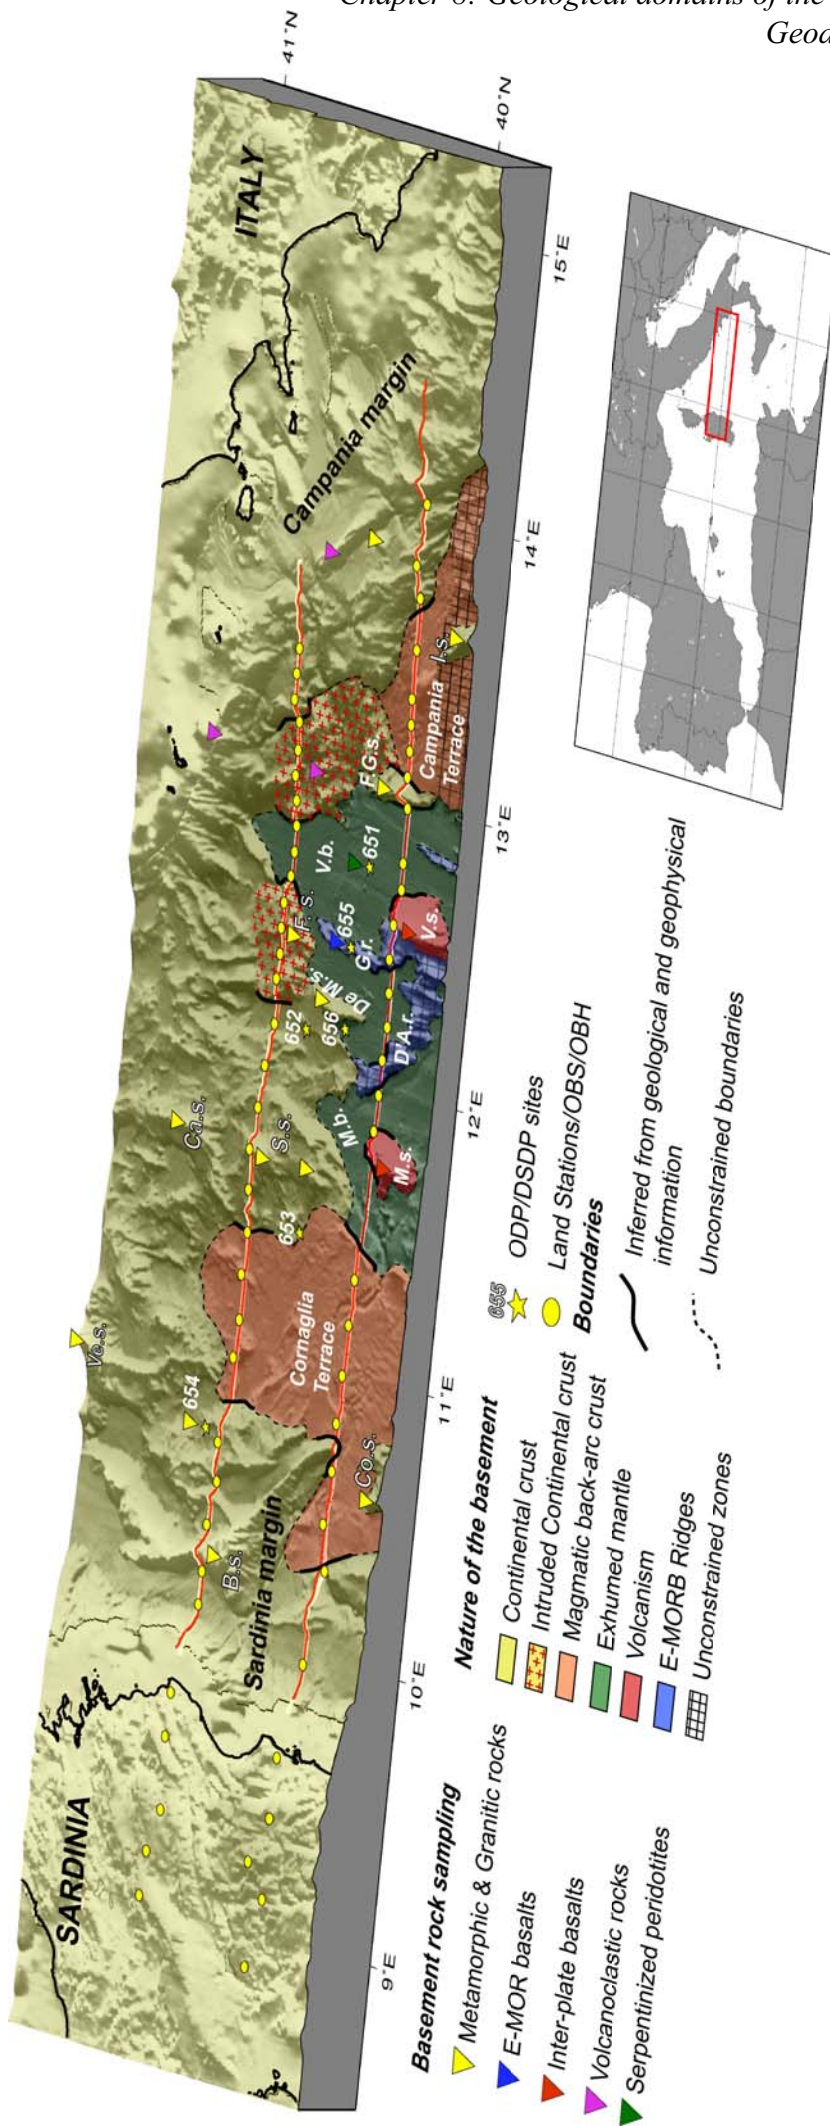 Chapter 6: Geological domains of the
Geod
41°N
40°N
15°E
14°E
13°E
12°E
11°E
10°E
9°E
ITALY
Campania margin
I.s.
Campania
Terrace
F.G.s.
V.b.
651
F.s.
655
G.r.
V.s.
De M.s.
652
656
D'A.r.
Ca.s.
S.s.
M.b.
M.s.
653
Cornaglia
Terrace
Ve.s.
654
Co.s.
B.s.
Sardinia margin
SARDINIA
Basement rock sampling
Metamorphic & Granitic rocks
E-MOR basalts
Inter-plate basalts
Volcanoclastic rocks
Serpentinized peridotites
Nature of the basement
Continental crust
Intruded Continental crust
Magmatic back-arc crust
Exhumed mantle
Volcanism
E-MORB Ridges
Unconstrained zones
655
ODP/DSDP sites
Land Stations/OBS/OBH
Boundaries
Inferred from geological and geophysical
information
Unconstrained boundaries